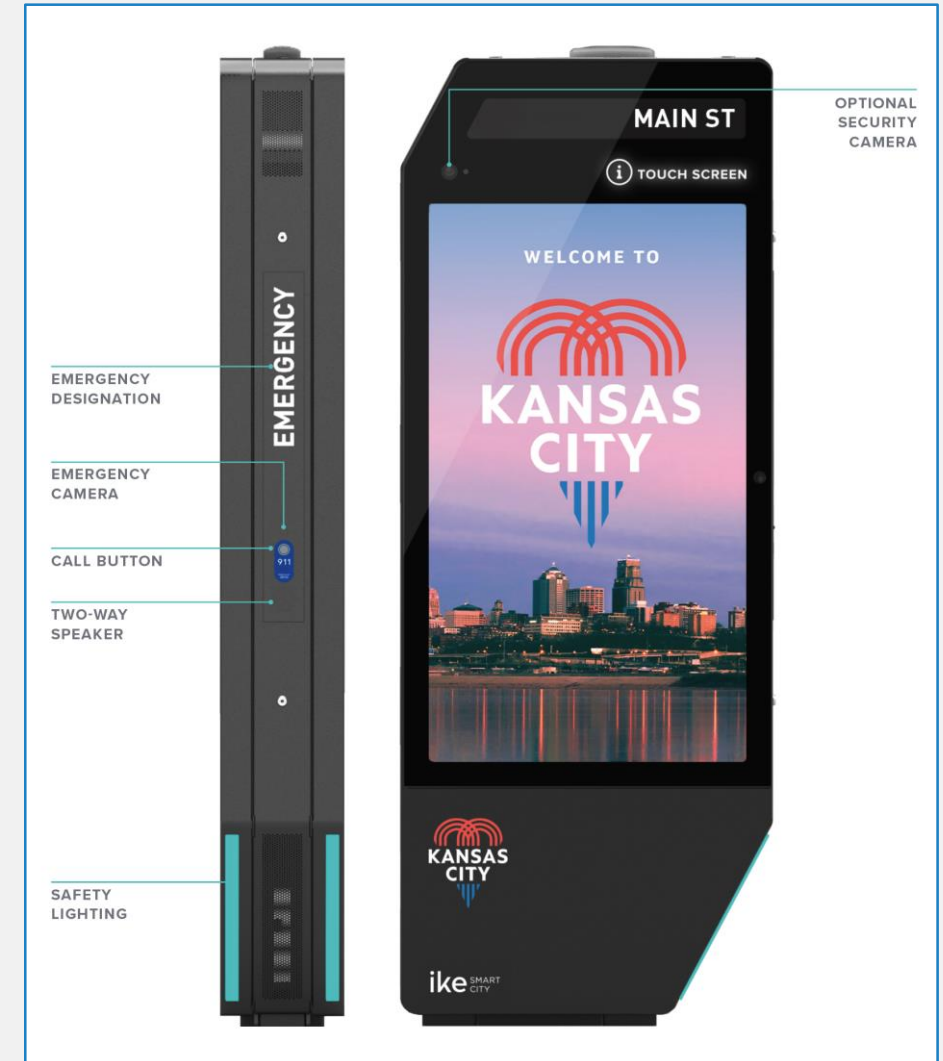 MAIN ST
OPTIONAL
SECURITY
CAMERA
i TOUCH SCREEN
WELCOME TO
KANSAS
CITY
EMERGENCY
EMERGENCY
DESIGNATION
EMERGENCY
CAMERA
CALL BUTTON
911
TWO-WAY
SPEAKER
KANSAS
CITY
SAFETY
LIGHTING
ike SMART
CITY